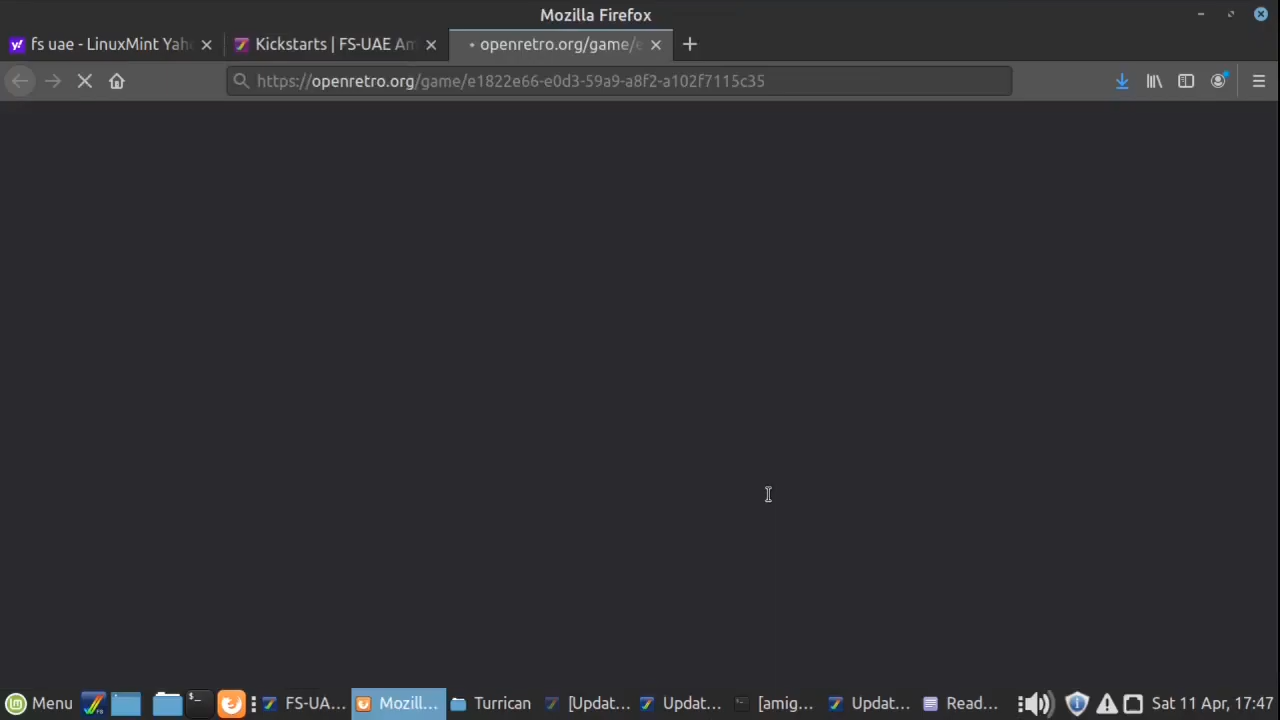 Mozilla Firefox
fs uae - LinuxMint Yah
Kickstarts | FS-UAE Am
openretro.org/game/e
https://openretro.org/game/e1822e66-e0d3-59a9-a8f2-a102f7115c35
Menu
FS-UA...
Mozill...
Turrican
[Updat...
Updat...
[amig...
Updat...
Read...
Sat 11 Apr, 17:47